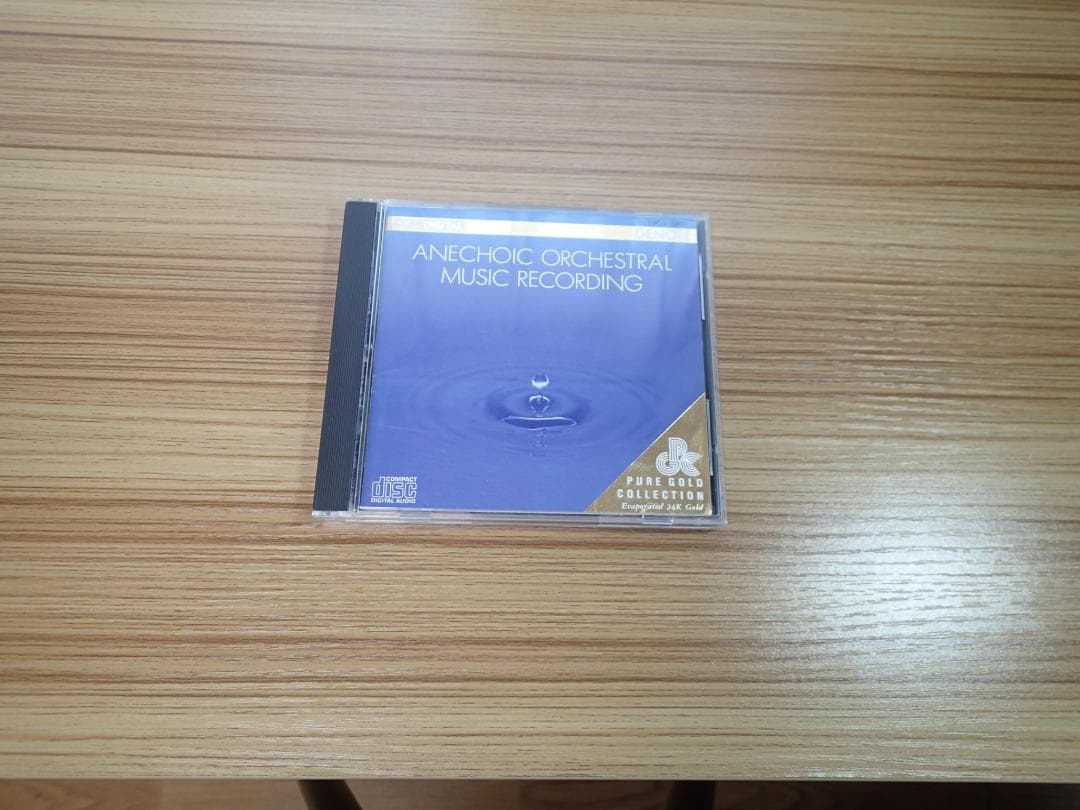 DENON
ANECHOIC ORCHESTRAL
MUSIC RECORDING
COMPACT
disc
DIGITAL AUDIO
PURE GOLD
COLLECTION
Evaporated 24K Gold